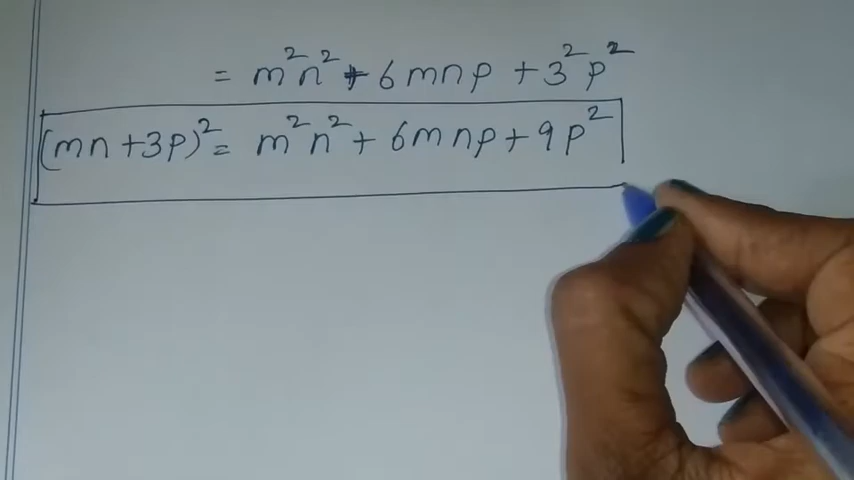 = m²n² + 6mnp + 3²p²
(mn + 3p)² = m²n² + 6mnp + 9p²